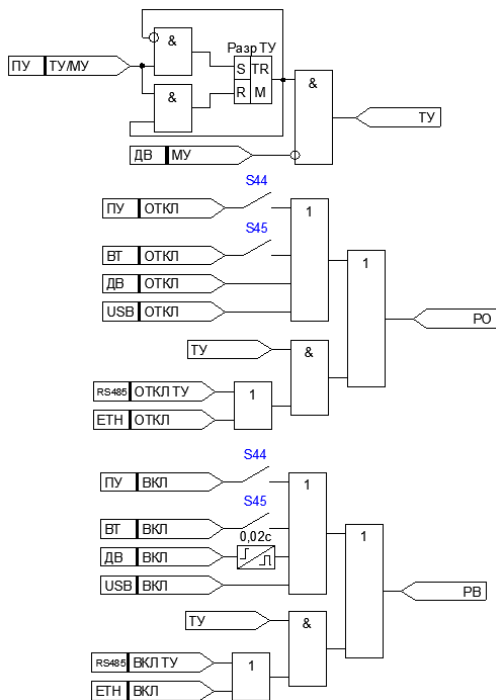 &
Разр ТУ
ПУ ТУ/МУ
S TR
&
&
R M
ТУ
ДВ МУ
S44
ПУ ОТКЛ
1
S45
ВТ ОТКЛ
1
ДВ ОТКЛ
USB ОТКЛ
РО
ТУ
&
RS485 ОТКЛ ТУ
1
ETH ОТКЛ
S44
ПУ ВКЛ
1
S45
ВТ ВКЛ
1
0,02с
ДВ ВКЛ
USB ВКЛ
РВ
ТУ
&
RS485 ВКЛ ТУ
1
ETH ВКЛ